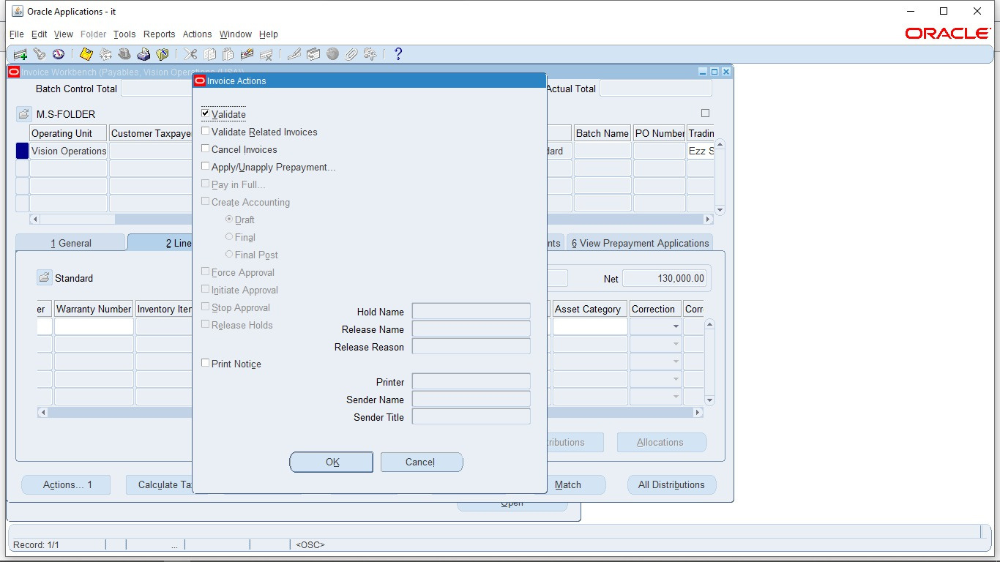 Oracle Applications - it
File Edit View Folder Tools Reports Actions Window Help
ORACLE
Invoice Workbench (Payables, Vision Operations (USA))
Invoice Actions
Batch Control Total
Actual Total
M.S-FOLDER
Operating Unit Customer Taxpaye Batch Name PO Number Tradin
Vision Operations dard Ezz S
Validate
Validate Related Invoices
Cancel Invoices
Apply/Unapply Prepayment...
Pay in Full...
Create Accounting
Draft
Final
Final Post
Force Approval
Initiate Approval
Stop Approval
Release Holds
Hold Name
Release Name
Release Reason
Print Notice
Printer
Sender Name
Sender Title
OK Cancel
1 General 2 Line nts 6 View Prepayment Applications
Standard Net 130,000.00
er Warranty Number Inventory Iter Asset Category Correction Corr
ributions Allocations
Actions... 1 Calculate Ta Match All Distributions
Open
Record: 1/1 ... <OSC>